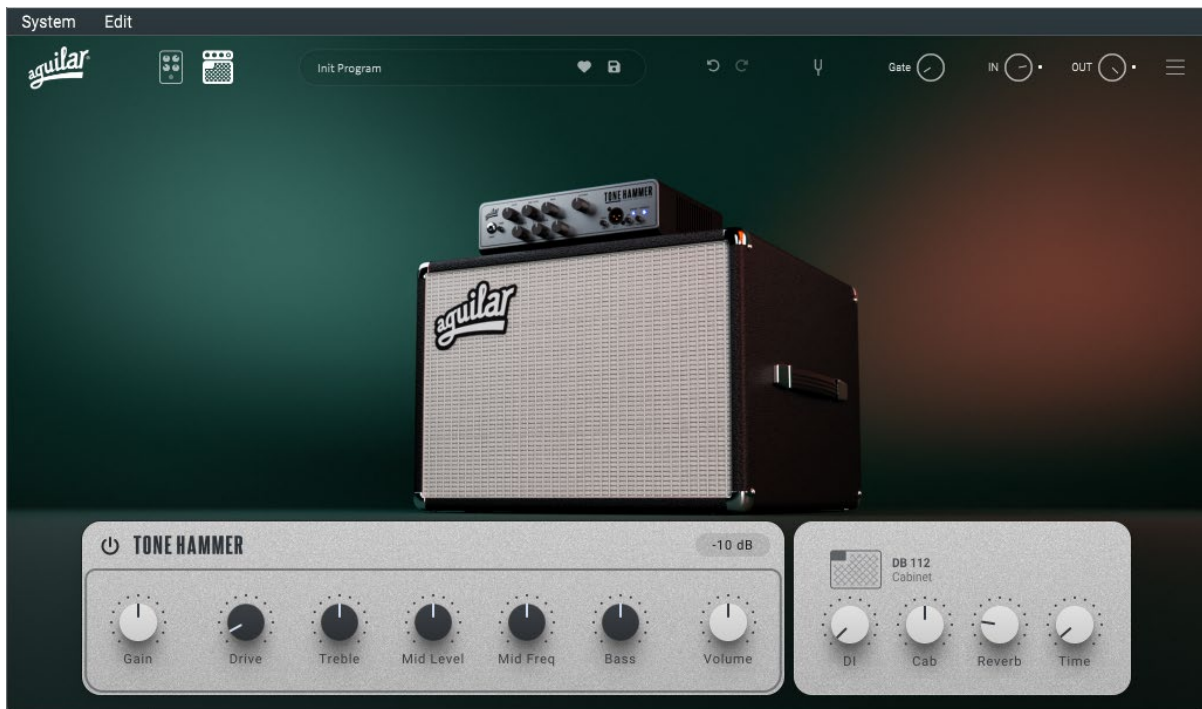 System Edit
aguilar
Init Program
Gate IN OUT
TONE HAMMER
aguilar
TONE HAMMER -10 dB
Gain Drive Treble Mid Level Mid Freq Bass Volume
DB 112
Cabinet
DI Cab Reverb Time